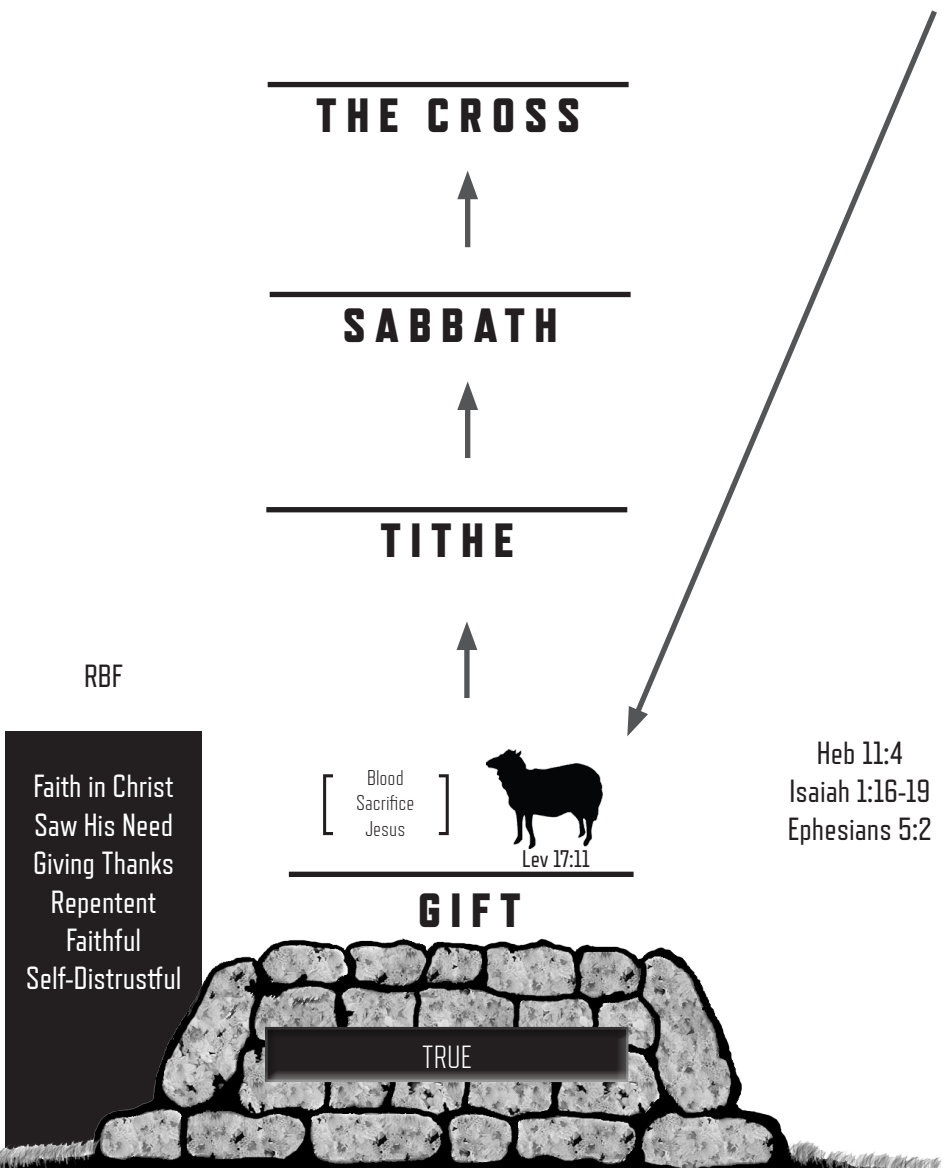 THE CROSS
SABBATH
TITHE
RBF
Faith in Christ
Saw His Need
Giving Thanks
Repentent
Faithful
Self-Distrustful
Blood
Sacrifice
Jesus
Lev 17:11
Heb 11:4
Isaiah 1:16-19
Ephesians 5:2
GIFT
TRUE